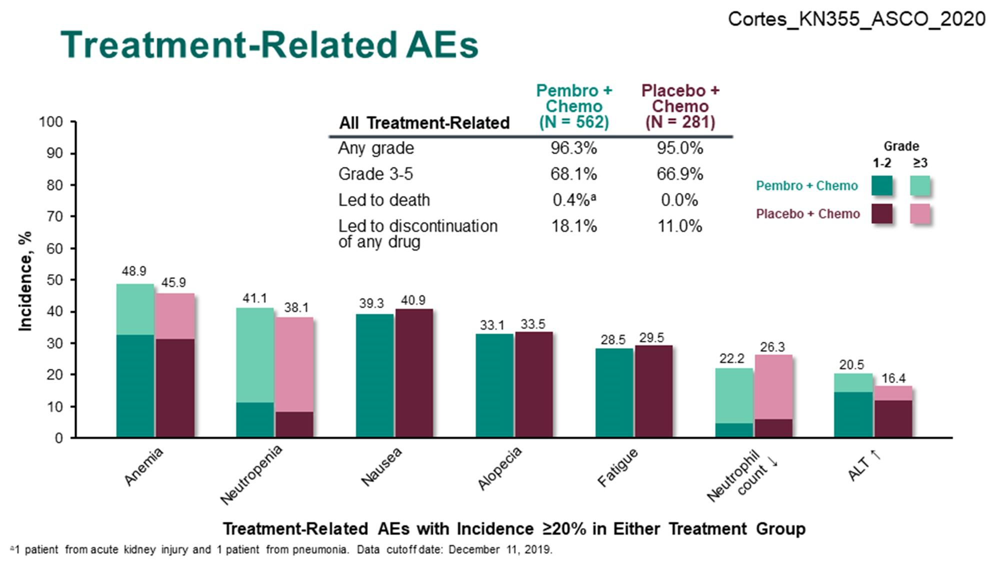 Cortes_KN355_ASCO_2020
Treatment-Related AEs
Pembro + Placebo +
Chemo Chemo
All Treatment-Related (N = 562) (N = 281)
Any grade 96.3% 95.0%
Grade 3-5 68.1% 66.9%
Led to death 0.4%ᵃ 0.0%
Led to discontinuation 18.1% 11.0%
of any drug
Grade
1-2 ≥3
Pembro + Chemo
Placebo + Chemo
Incidence, %
100
90
80
70
60
50
40
30
20
10
0
48.9 45.9
41.1 38.1
39.3 40.9
33.1 33.5
28.5 29.5
22.2 26.3
20.5 16.4
Anemia
Neutropenia
Nausea
Alopecia
Fatigue
Neutrophil
count ↓
ALT ↑
Treatment-Related AEs with Incidence ≥20% in Either Treatment Group
ᵃ1 patient from acute kidney injury and 1 patient from pneumonia. Data cutoff date: December 11, 2019.